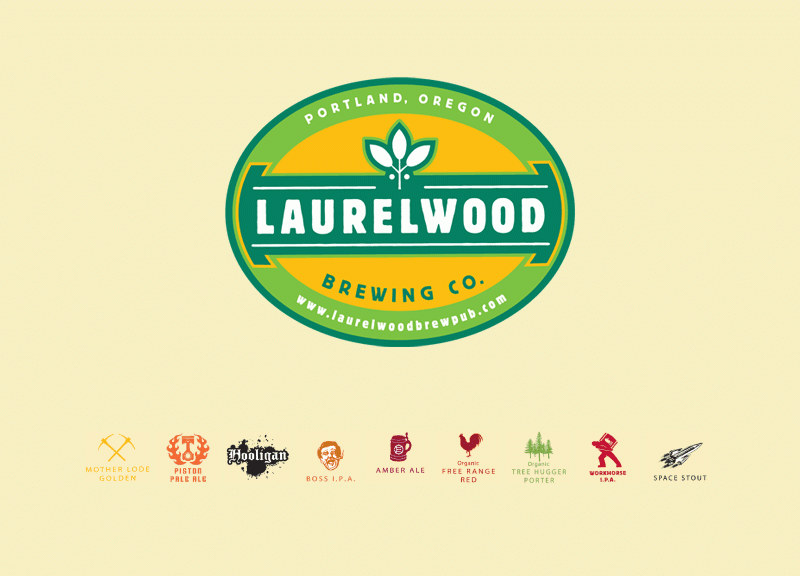 PORTLAND, OREGON
LAURELWOOD
BREWING CO.
www.laurelwoodbrewpub.com
MOTHER LODE
GOLDEN
PISTON
PALE ALE
Hooligan
BOSS I.P.A.
AMBER ALE
Organic
FREE RANGE
RED
Organic
TREE HUGGER
PORTER
WORKHORSE
I.P.A.
SPACE STOUT